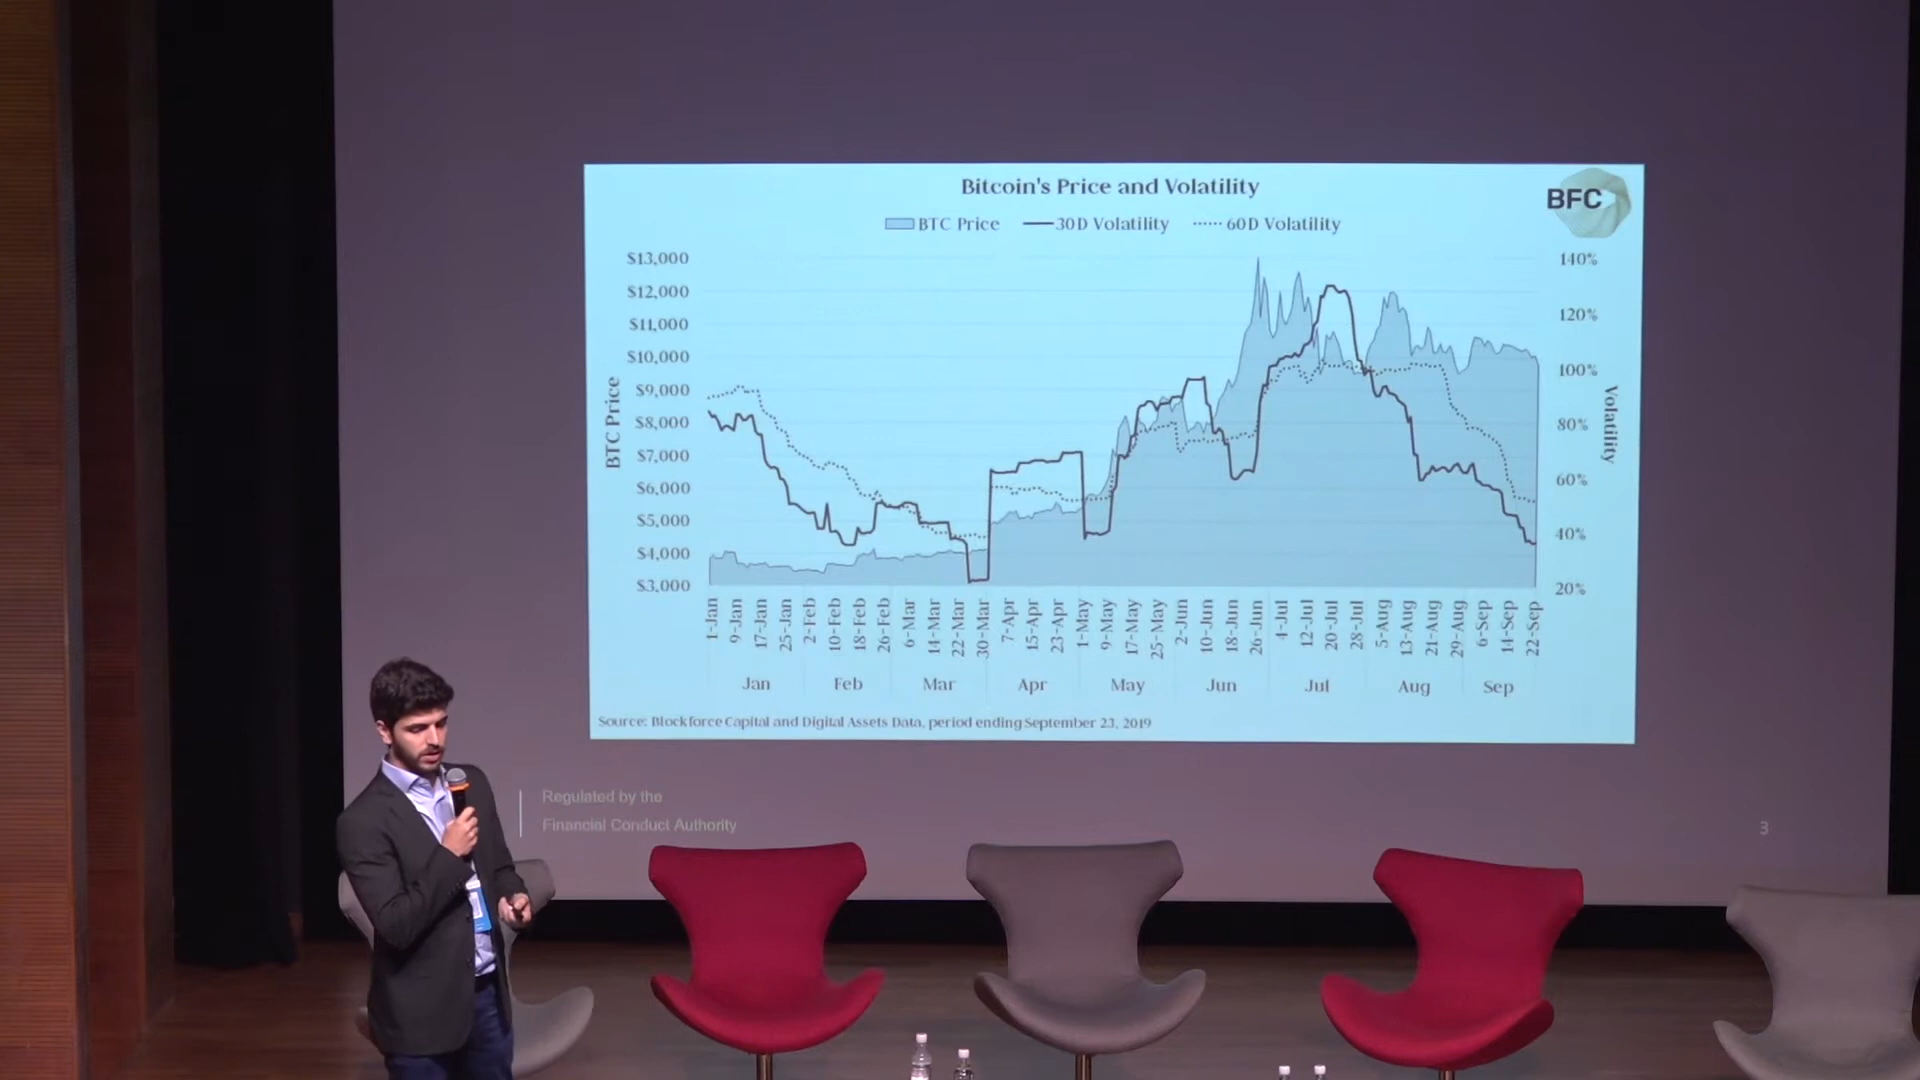 Bitcoin's Price and Volatility
BFC
BTC Price 30D Volatility 60D Volatility
$13,000
$12,000
$11,000
$10,000
$9,000
$8,000
$7,000
$6,000
$5,000
$4,000
$3,000
BTC Price
140%
120%
100%
80%
60%
40%
20%
Volatility
1-Jan 9-Jan 17-Jan 25-Jan 2-Feb 10-Feb 18-Feb 26-Feb 6-Mar 14-Mar 22-Mar 30-Mar 7-Apr 15-Apr 23-Apr 1-May 9-May 17-May 25-May 2-Jun 10-Jun 18-Jun 26-Jun 4-Jul 12-Jul 20-Jul 28-Jul 5-Aug 13-Aug 21-Aug 29-Aug 6-Sep 14-Sep 22-Sep
Jan Feb Mar Apr May Jun Jul Aug Sep
Source: Blockforce Capital and Digital Assets Data, period ending September 23, 2019
Regulated by the
Financial Conduct Authority
3